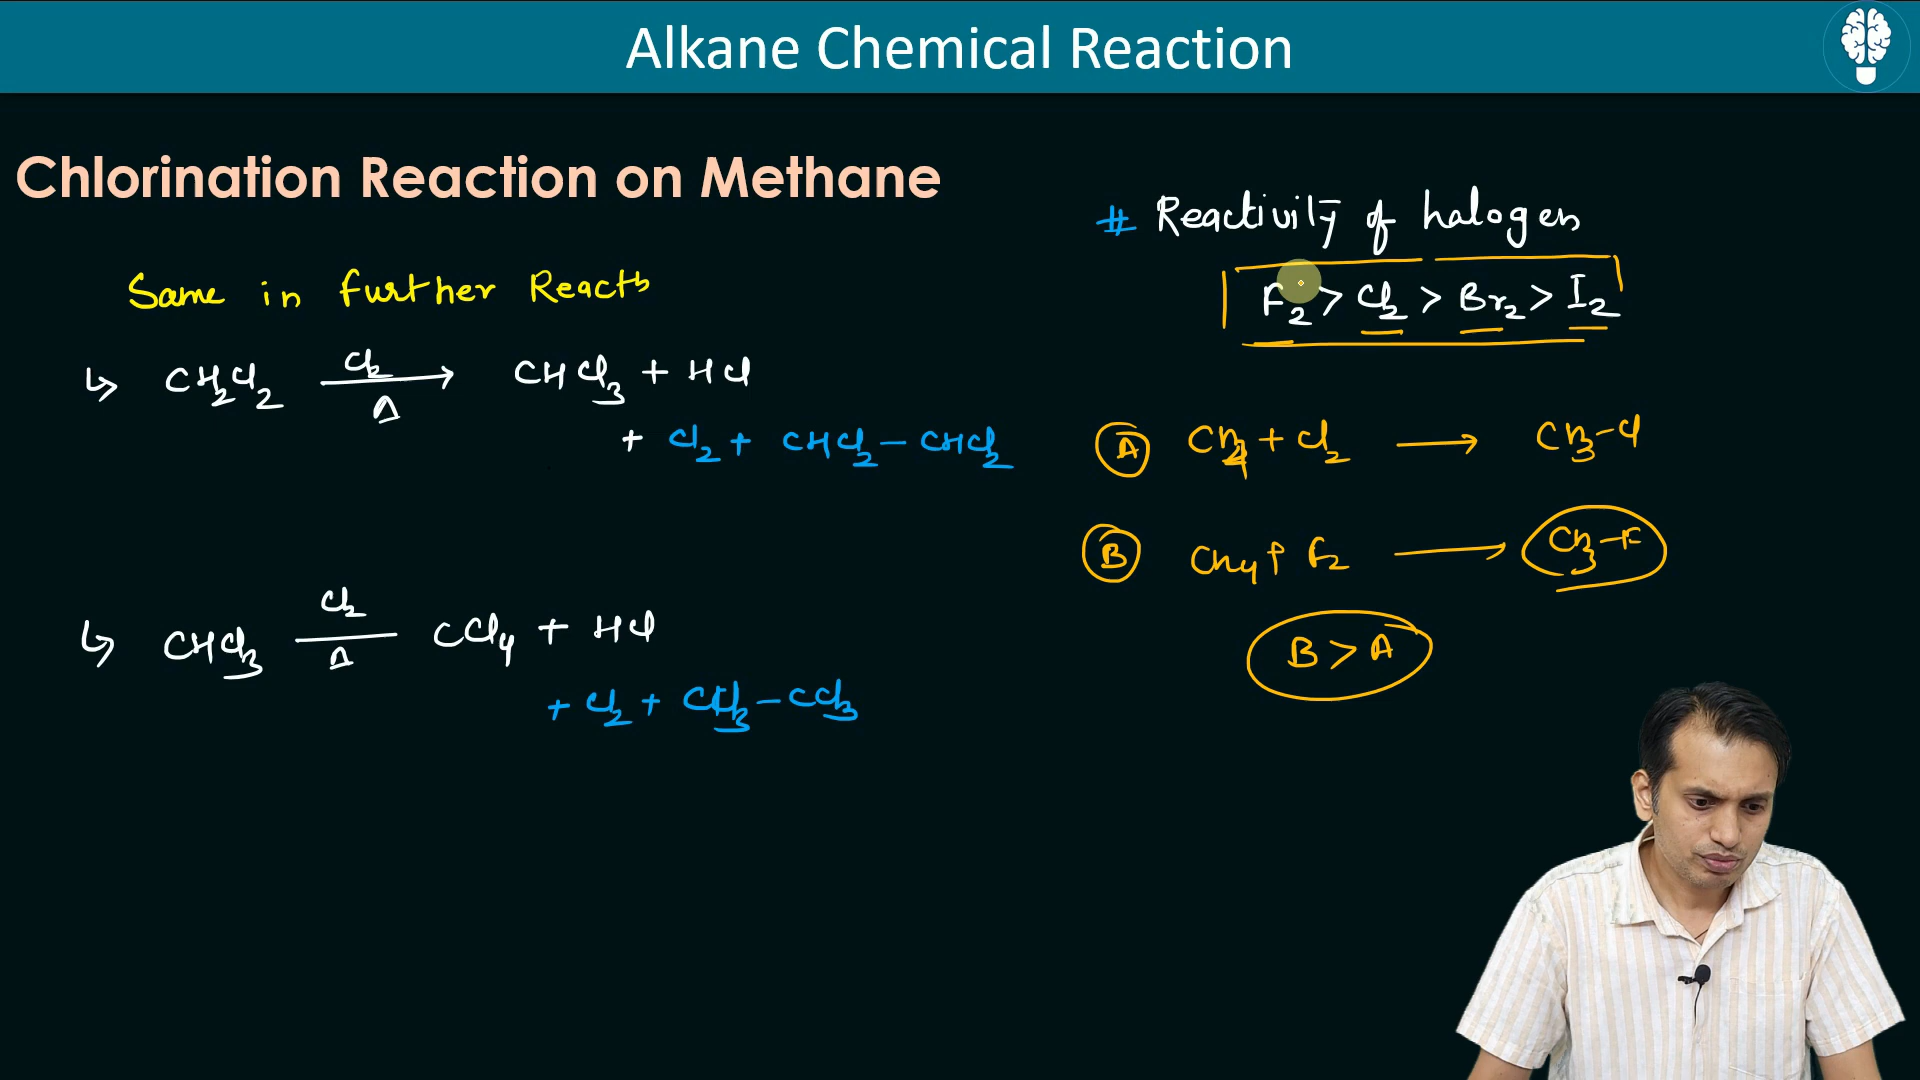 Alkane Chemical Reaction
Chlorination Reaction on Methane
Same in further Reactn
↳ CH₂Cl₂ —Cl₂/Δ→ CHCl₃ + HCl
+ Cl₂ + CHCl₂ – CHCl₂
↳ CHCl₃ —Cl₂/Δ— CCl₄ + HCl
+ Cl₂ + CCl₃ – CCl₃
# Reactivity of halogen
F₂ > Cl₂ > Br₂ > I₂
Ⓐ CH₄ + Cl₂ → CH₃–Cl
Ⓑ CH₄ + F₂ → CH₃–F
B > A